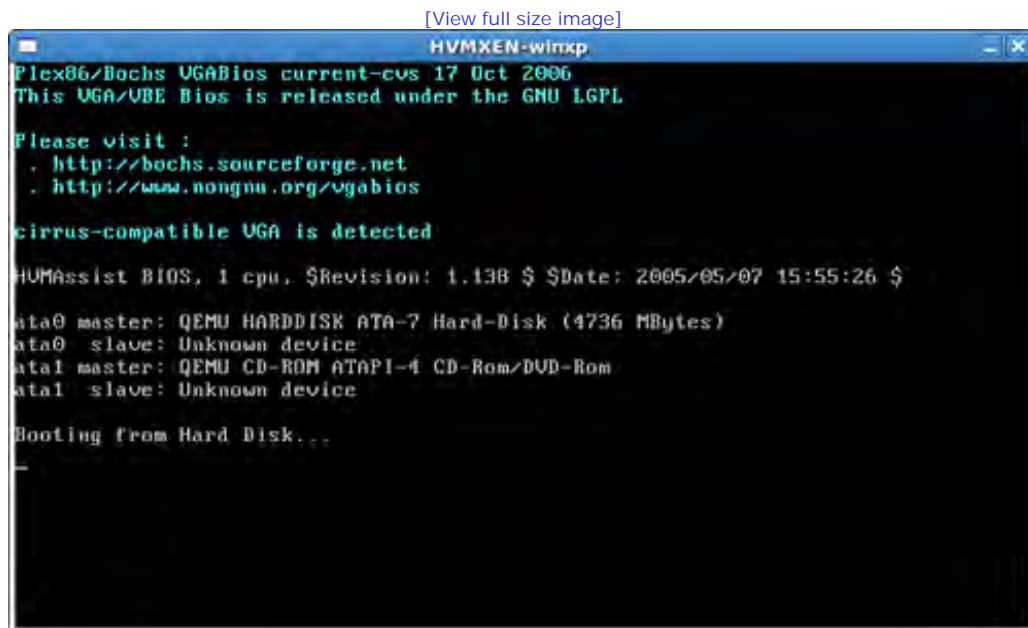 [View full size image]
HVMXEN-winxp
Plex86/Bochs VGABios current-cvs 17 Oct 2006
This VGA/VBE Bios is released under the GNU LGPL
Please visit :
. http://bochs.sourceforge.net
. http://www.nongnu.org/vgabios
cirrus-compatible VGA is detected
HVMAssist BIOS, 1 cpu, $Revision: 1.138 $ $Date: 2005/05/07 15:55:26 $
ata0 master: QEMU HARDDISK ATA-7 Hard-Disk (4736 MBytes)
ata0 slave: Unknown device
ata1 master: QEMU CD-ROM ATAPI-4 CD-Rom/DVD-Rom
ata1 slave: Unknown device
Booting from Hard Disk...